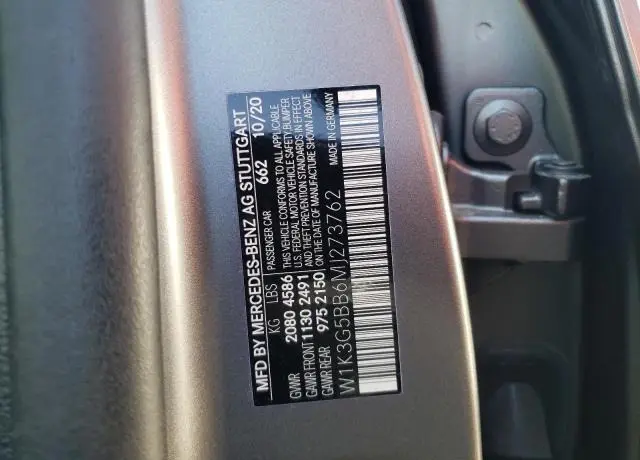 MFD BY MERCEDES-BENZ AG STUTTGART
PASSENGER CAR 662 10/20
KG LBS
GVWR 2080 4586
GAWR FRONT 1130 2491
GAWR REAR 975 2150
THIS VEHICLE CONFORMS TO ALL APPLICABLE
U.S. FEDERAL MOTOR VEHICLE SAFETY, BUMPER
AND THEFT PREVENTION STANDARDS IN EFFECT
ON THE DATE OF MANUFACTURE SHOWN ABOVE
MADE IN GERMANY
W1K3G5BB6MJ273762